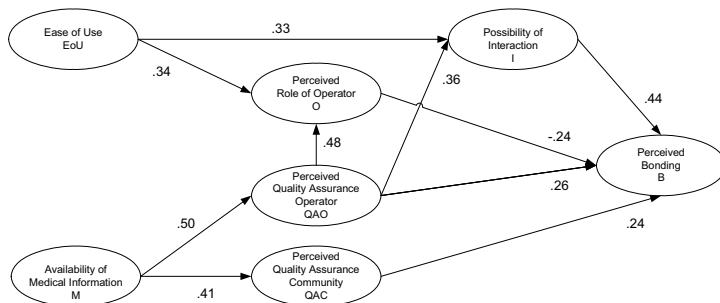 Ease of Use
EoU
.33
Possibility of
Interaction
I
.34
Perceived
Role of Operator
O
.36
.44
.48
-.24
Perceived
Quality Assurance
Operator
QAO
Perceived
Bonding
B
.26
.50
.24
Availability of
Medical Information
M
.41
Perceived
Quality Assurance
Community
QAC